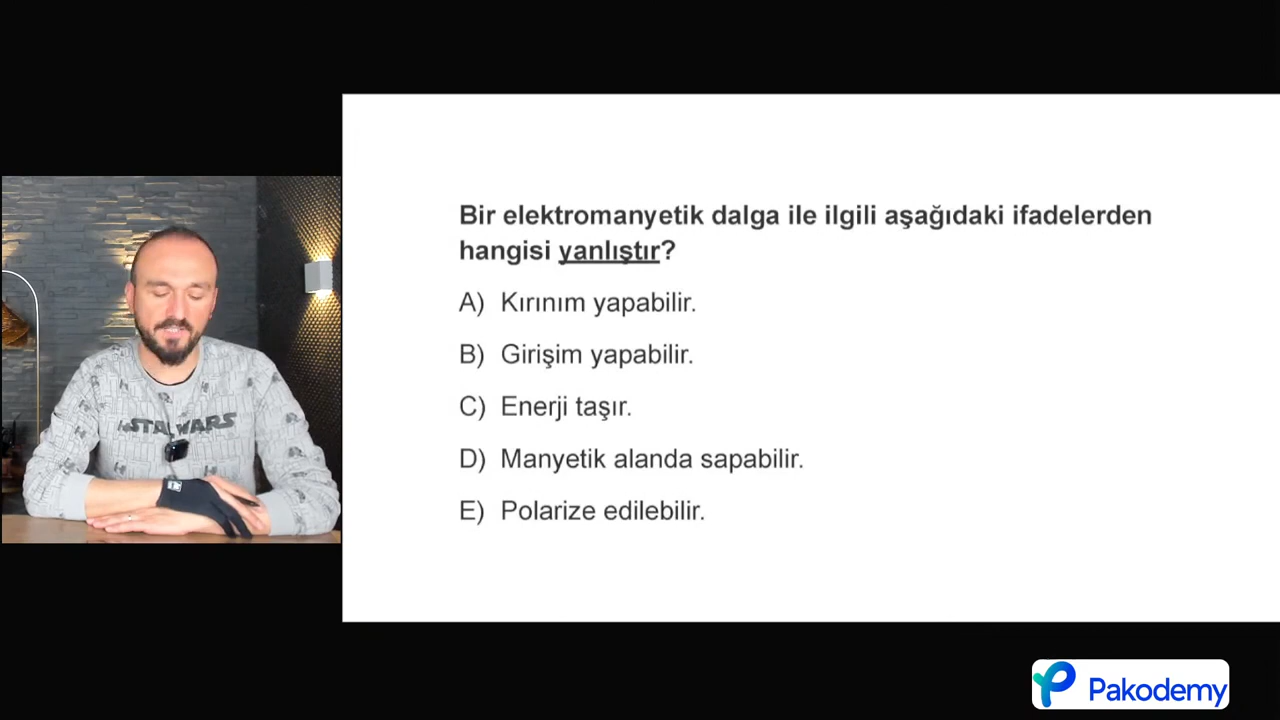 Bir elektromanyetik dalga ile ilgili aşağıdaki ifadelerden
hangisi yanlıştır?
A) Kırınım yapabilir.
B) Girişim yapabilir.
C) Enerji taşır.
D) Manyetik alanda sapabilir.
E) Polarize edilebilir.
STAR WARS
Pakodemy